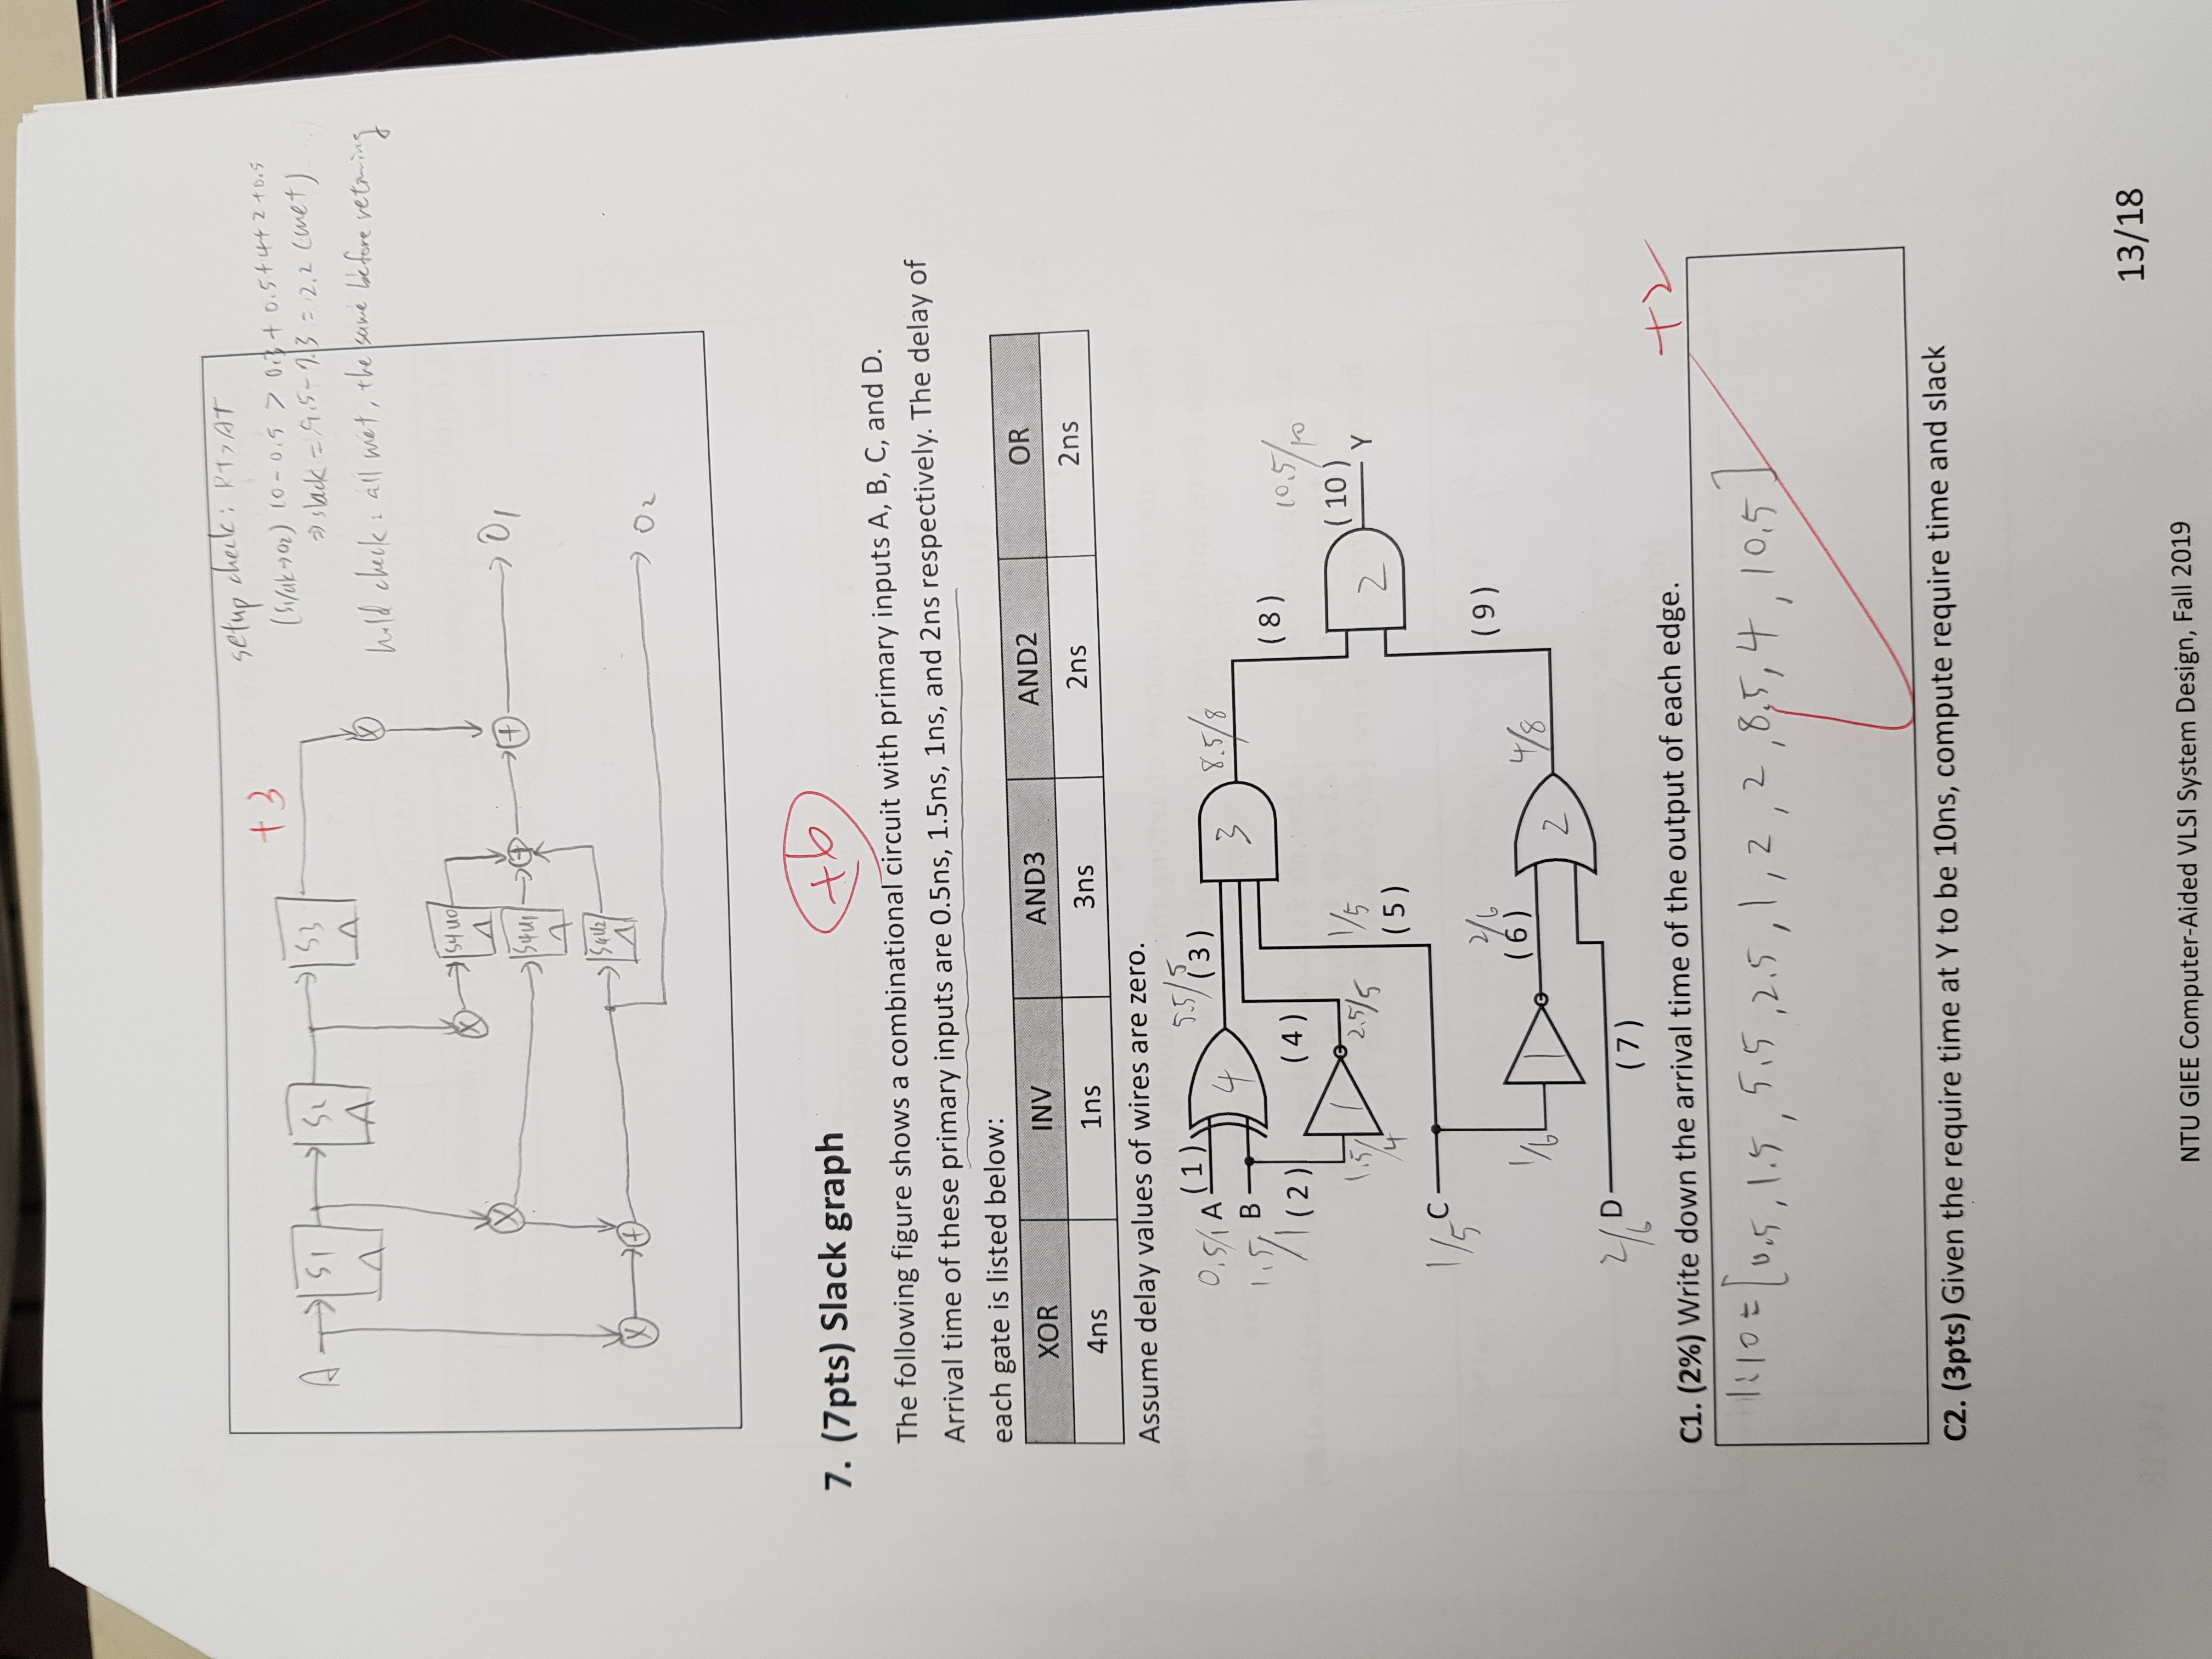 setup check: RT>AT
+3
(S1/clk→O2) 10-0.5 > 0.3+0.5+4+2+0.5
⇒ slack = 9.5-7.3 = 2.2 (met)
hold check: all met, the same before retiming
A
S1
S2
S3
X
S4U0
X
S4U1
+
+
O1
S4U2
X
+
O2
7. (7pts) Slack graph
+6
The following figure shows a combinational circuit with primary inputs A, B, C, and D.
Arrival time of these primary inputs are 0.5ns, 1.5ns, 1ns, and 2ns respectively. The delay of
each gate is listed below:
XOR INV AND3 AND2 OR
4ns 1ns 3ns 2ns 2ns
Assume delay values of wires are zero.
0.5/1 A (1) 4 5.5/5 (3) 3 8.5/8
1.5/1 B (2) (4) (8)
1.5/4 1 2.5/5 1/5 (5)
10.5/10 (10) Y
2
1/5 C
(9)
1/6 1 2/6 (6) 2 4/8
2/6 D (7)
C1. (2%) Write down the arrival time of the output of each edge.
+2
1:10 = [0.5, 1.5, 5.5, 2.5, 1, 2, 2, 8.5, 4, 10.5]
C2. (3pts) Given the require time at Y to be 10ns, compute require time and slack
13/18
NTU GIEE Computer-Aided VLSI System Design, Fall 2019